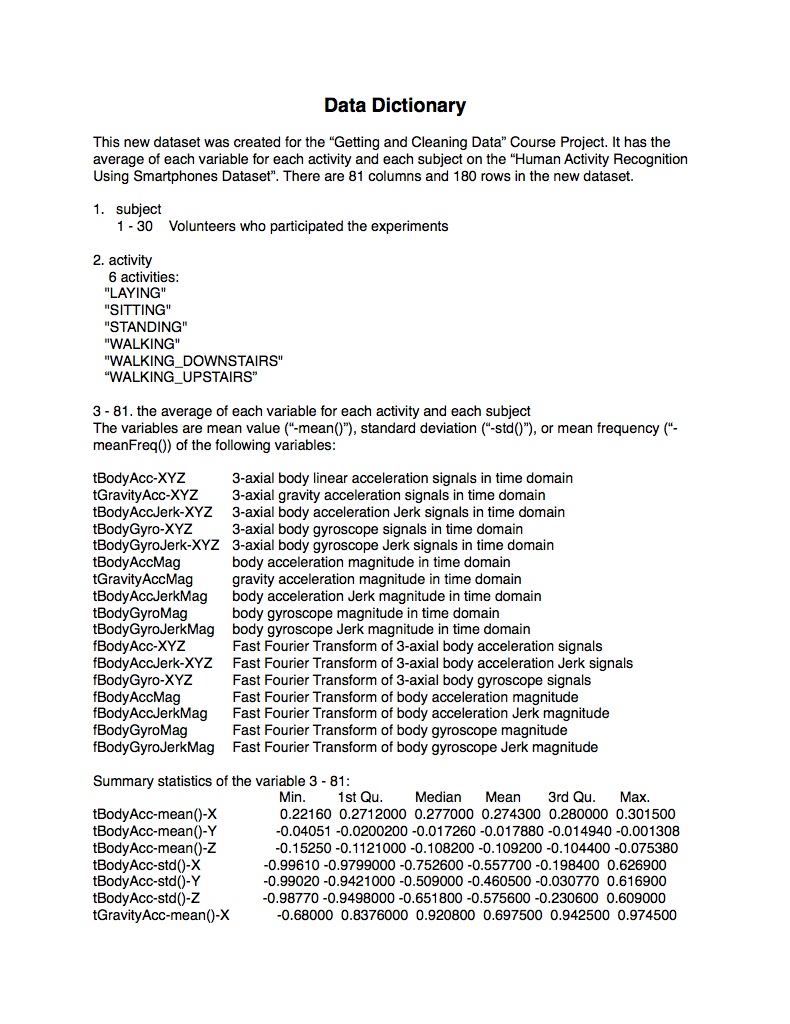 Data Dictionary
This new dataset was created for the “Getting and Cleaning Data” Course Project. It has the
average of each variable for each activity and each subject on the “Human Activity Recognition
Using Smartphones Dataset”. There are 81 columns and 180 rows in the new dataset.
1. subject
1 - 30 Volunteers who participated the experiments
2. activity
6 activities:
"LAYING"
"SITTING"
"STANDING"
"WALKING"
"WALKING_DOWNSTAIRS"
“WALKING_UPSTAIRS”
3 - 81. the average of each variable for each activity and each subject
The variables are mean value (“-mean()”), standard deviation (“-std()”), or mean frequency (“-
meanFreq()) of the following variables:
tBodyAcc-XYZ 3-axial body linear acceleration signals in time domain
tGravityAcc-XYZ 3-axial gravity acceleration signals in time domain
tBodyAccJerk-XYZ 3-axial body acceleration Jerk signals in time domain
tBodyGyro-XYZ 3-axial body gyroscope signals in time domain
tBodyGyroJerk-XYZ 3-axial body gyroscope Jerk signals in time domain
tBodyAccMag body acceleration magnitude in time domain
tGravityAccMag gravity acceleration magnitude in time domain
tBodyAccJerkMag body acceleration Jerk magnitude in time domain
tBodyGyroMag body gyroscope magnitude in time domain
tBodyGyroJerkMag body gyroscope Jerk magnitude in time domain
fBodyAcc-XYZ Fast Fourier Transform of 3-axial body acceleration signals
fBodyAccJerk-XYZ Fast Fourier Transform of 3-axial body acceleration Jerk signals
fBodyGyro-XYZ Fast Fourier Transform of 3-axial body gyroscope signals
fBodyAccMag Fast Fourier Transform of body acceleration magnitude
fBodyAccJerkMag Fast Fourier Transform of body acceleration Jerk magnitude
fBodyGyroMag Fast Fourier Transform of body gyroscope magnitude
fBodyGyroJerkMag Fast Fourier Transform of body gyroscope Jerk magnitude
Summary statistics of the variable 3 - 81:
Min. 1st Qu. Median Mean 3rd Qu. Max.
tBodyAcc-mean()-X 0.22160 0.2712000 0.277000 0.274300 0.280000 0.301500
tBodyAcc-mean()-Y -0.04051 -0.0200200 -0.017260 -0.017880 -0.014940 -0.001308
tBodyAcc-mean()-Z -0.15250 -0.1121000 -0.108200 -0.109200 -0.104400 -0.075380
tBodyAcc-std()-X -0.99610 -0.9799000 -0.752600 -0.557700 -0.198400 0.626900
tBodyAcc-std()-Y -0.99020 -0.9421000 -0.509000 -0.460500 -0.030770 0.616900
tBodyAcc-std()-Z -0.98770 -0.9498000 -0.651800 -0.575600 -0.230600 0.609000
tGravityAcc-mean()-X -0.68000 0.8376000 0.920800 0.697500 0.942500 0.974500